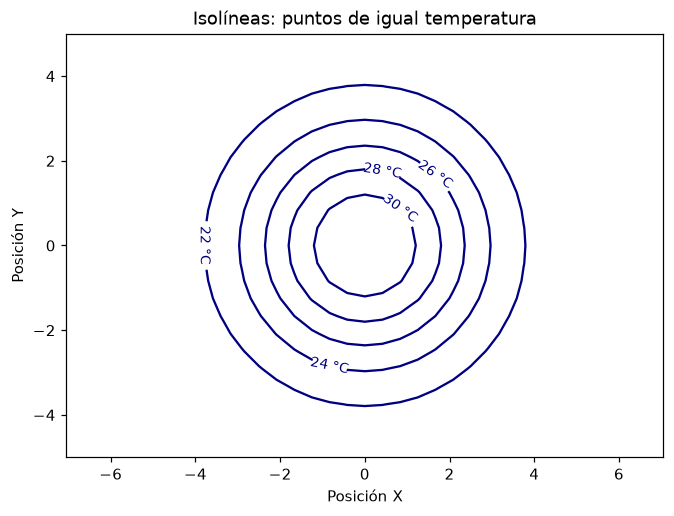 Isolíneas: puntos de igual temperatura
4
2
0
−2
−4
Posición Y
28 °C
26 °C
30 °C
22 °C
24 °C
−6
−4
−2
0
2
4
6
Posición X